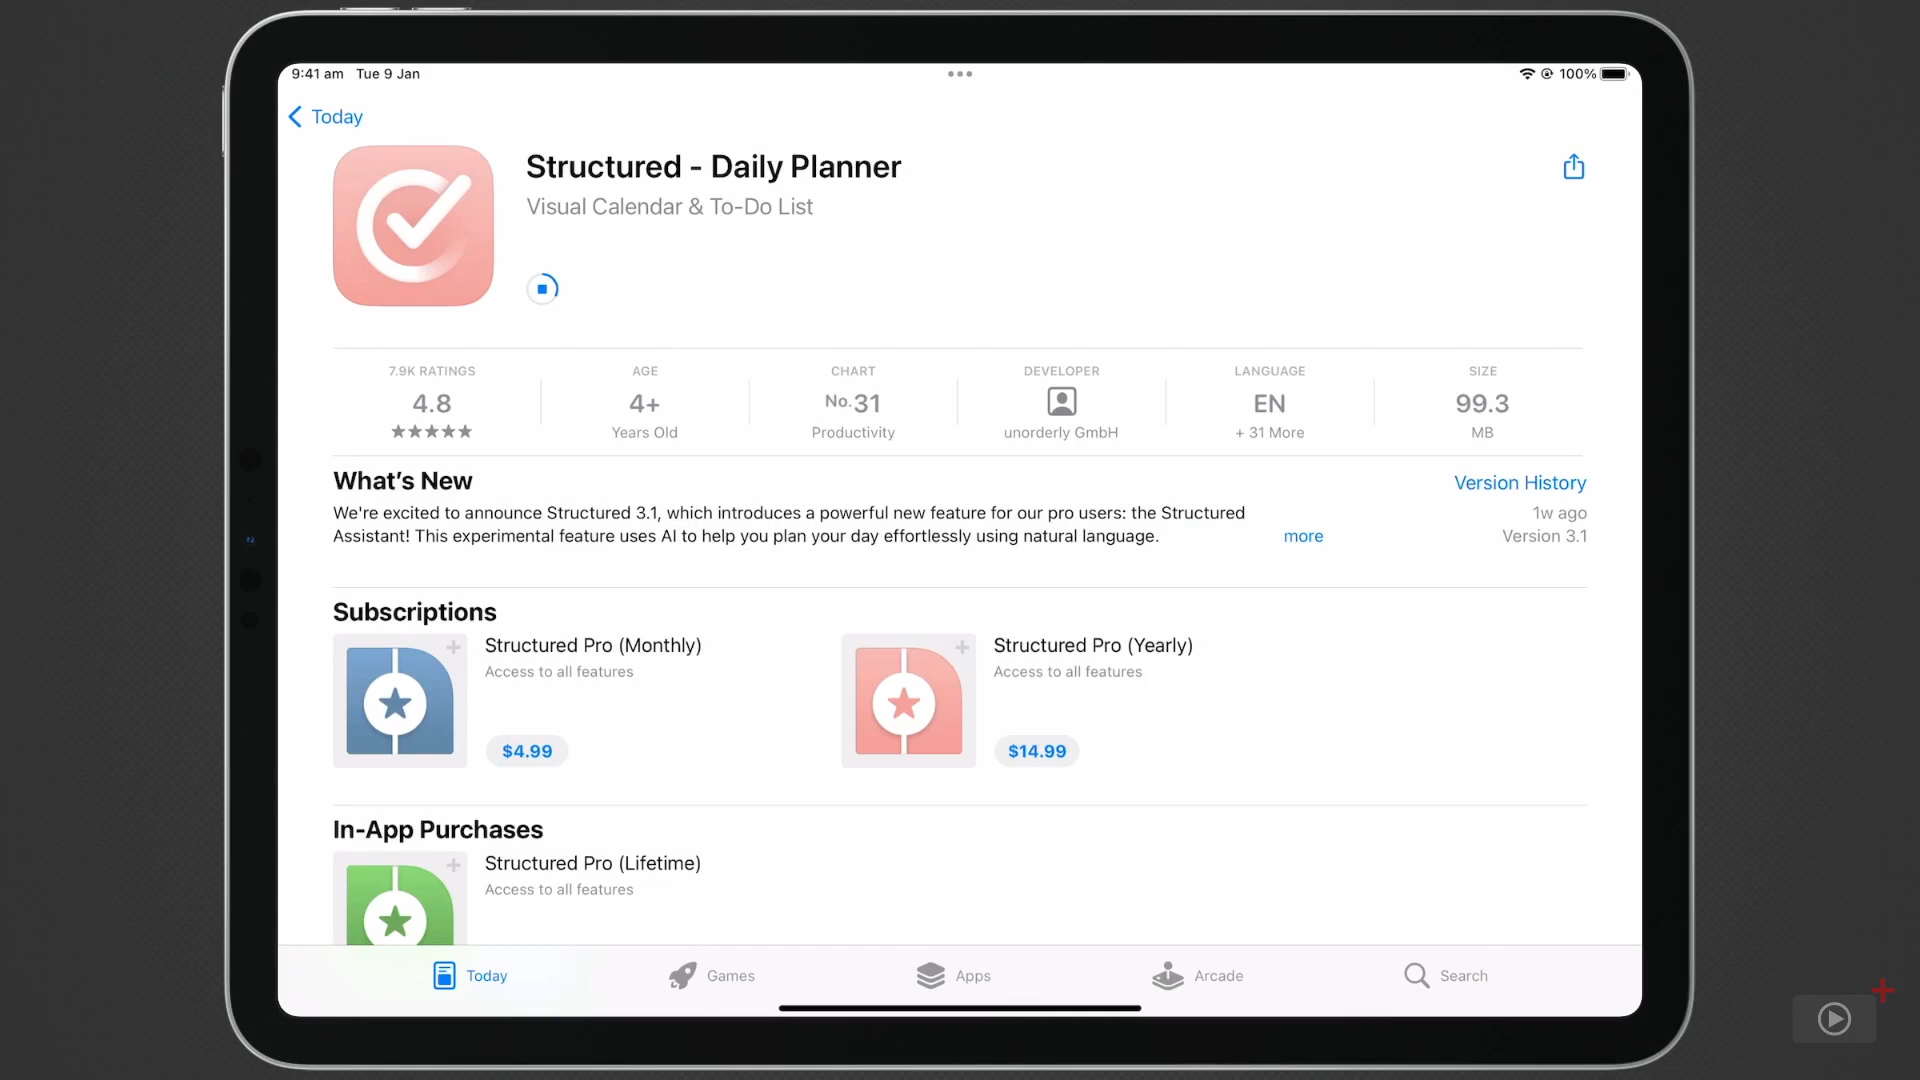 9:41 am Tue 9 Jan
100%
Today
Structured - Daily Planner
Visual Calendar & To-Do List
7.9K RATINGS
4.8
AGE
4+
Years Old
CHART
No.31
Productivity
DEVELOPER
unorderly GmbH
LANGUAGE
EN
+ 31 More
SIZE
99.3
MB
What's New
Version History
We're excited to announce Structured 3.1, which introduces a powerful new feature for our pro users: the Structured
Assistant! This experimental feature uses AI to help you plan your day effortlessly using natural language.
more
1w ago
Version 3.1
Subscriptions
Structured Pro (Monthly)
Access to all features
$4.99
Structured Pro (Yearly)
Access to all features
$14.99
In-App Purchases
Structured Pro (Lifetime)
Access to all features
Today
Games
Apps
Arcade
Search